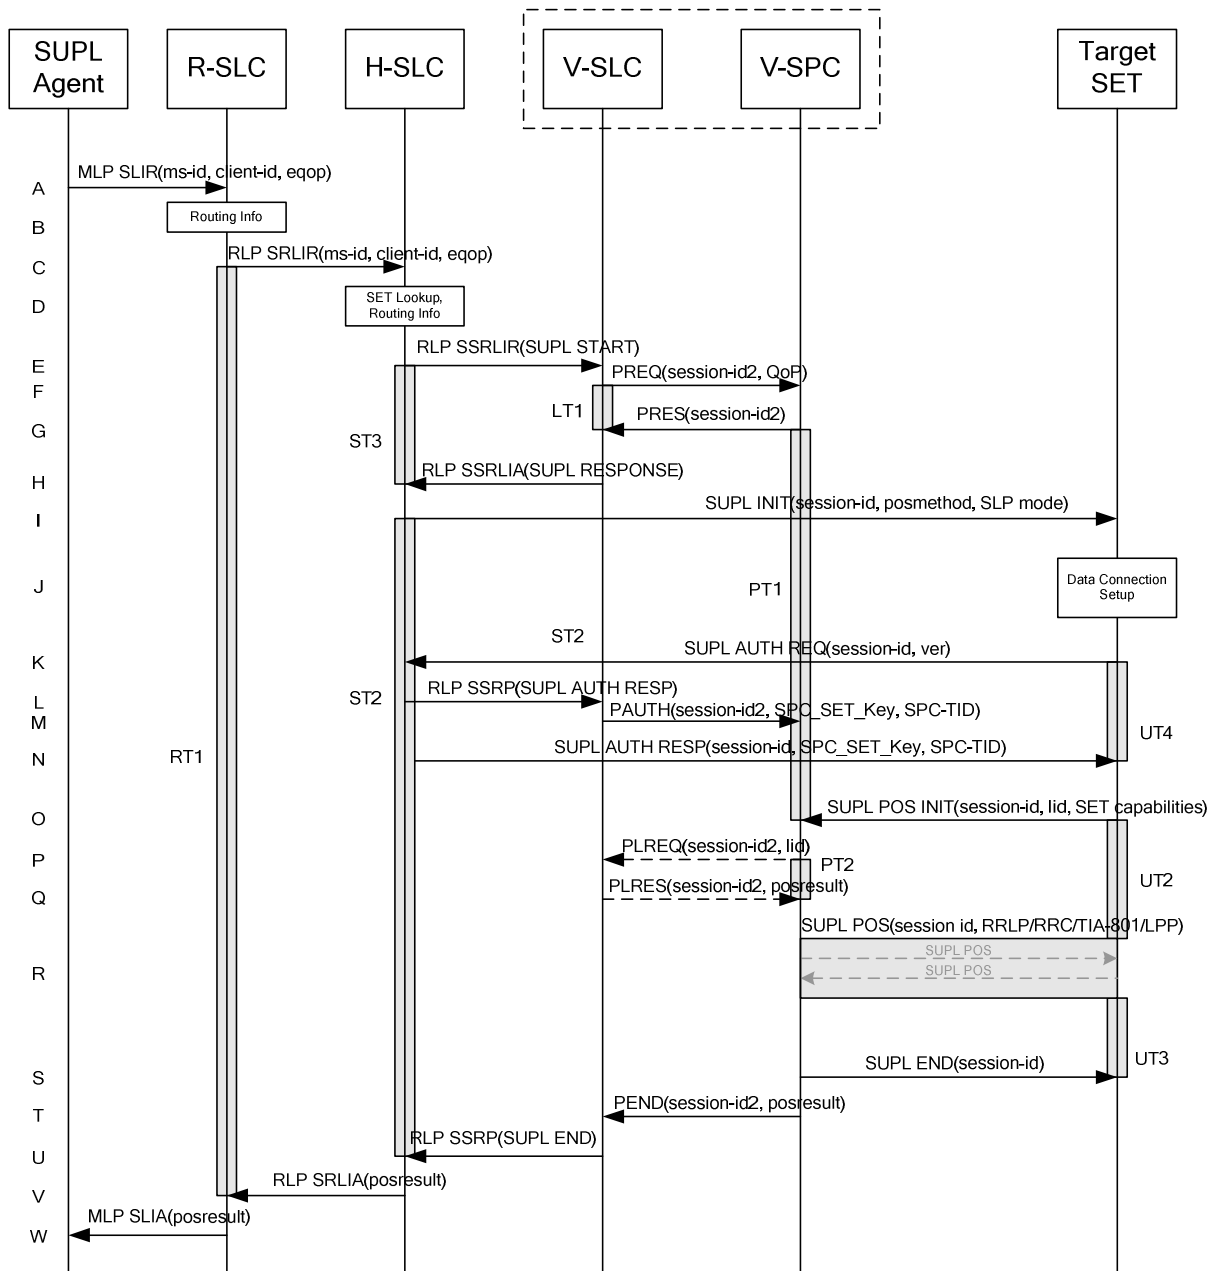 SUPL
Agent
R-SLC
H-SLC
V-SLC
V-SPC
Target
SET
A
MLP SLIR(ms-id, client-id, eqop)
B
Routing Info
C
RLP SRLIR(ms-id, client-id, eqop)
D
SET Lookup,
Routing Info
E
RLP SSRLIR(SUPL START)
F
PREQ(session-id2, QoP)
LT1
G
PRES(session-id2)
ST3
H
RLP SSRLIA(SUPL RESPONSE)
I
SUPL INIT(session-id, posmethod, SLP mode)
J
PT1
Data Connection
Setup
ST2
K
SUPL AUTH REQ(session-id, ver)
L
ST2
RLP SSRP(SUPL AUTH RESP)
M
PAUTH(session-id2, SPC_SET_Key, SPC-TID)
UT4
N
RT1
SUPL AUTH RESP(session-id, SPC_SET_Key, SPC-TID)
O
SUPL POS INIT(session-id, lid, SET capabilities)
P
PLREQ(session-id2, lid)
PT2
UT2
Q
PLRES(session-id2, posresult)
SUPL POS(session id, RRLP/RRC/TIA-801/LPP)
SUPL POS
R
SUPL POS
UT3
S
SUPL END(session-id)
T
PEND(session-id2, posresult)
U
RLP SSRP(SUPL END)
V
RLP SRLIA(posresult)
W
MLP SLIA(posresult)